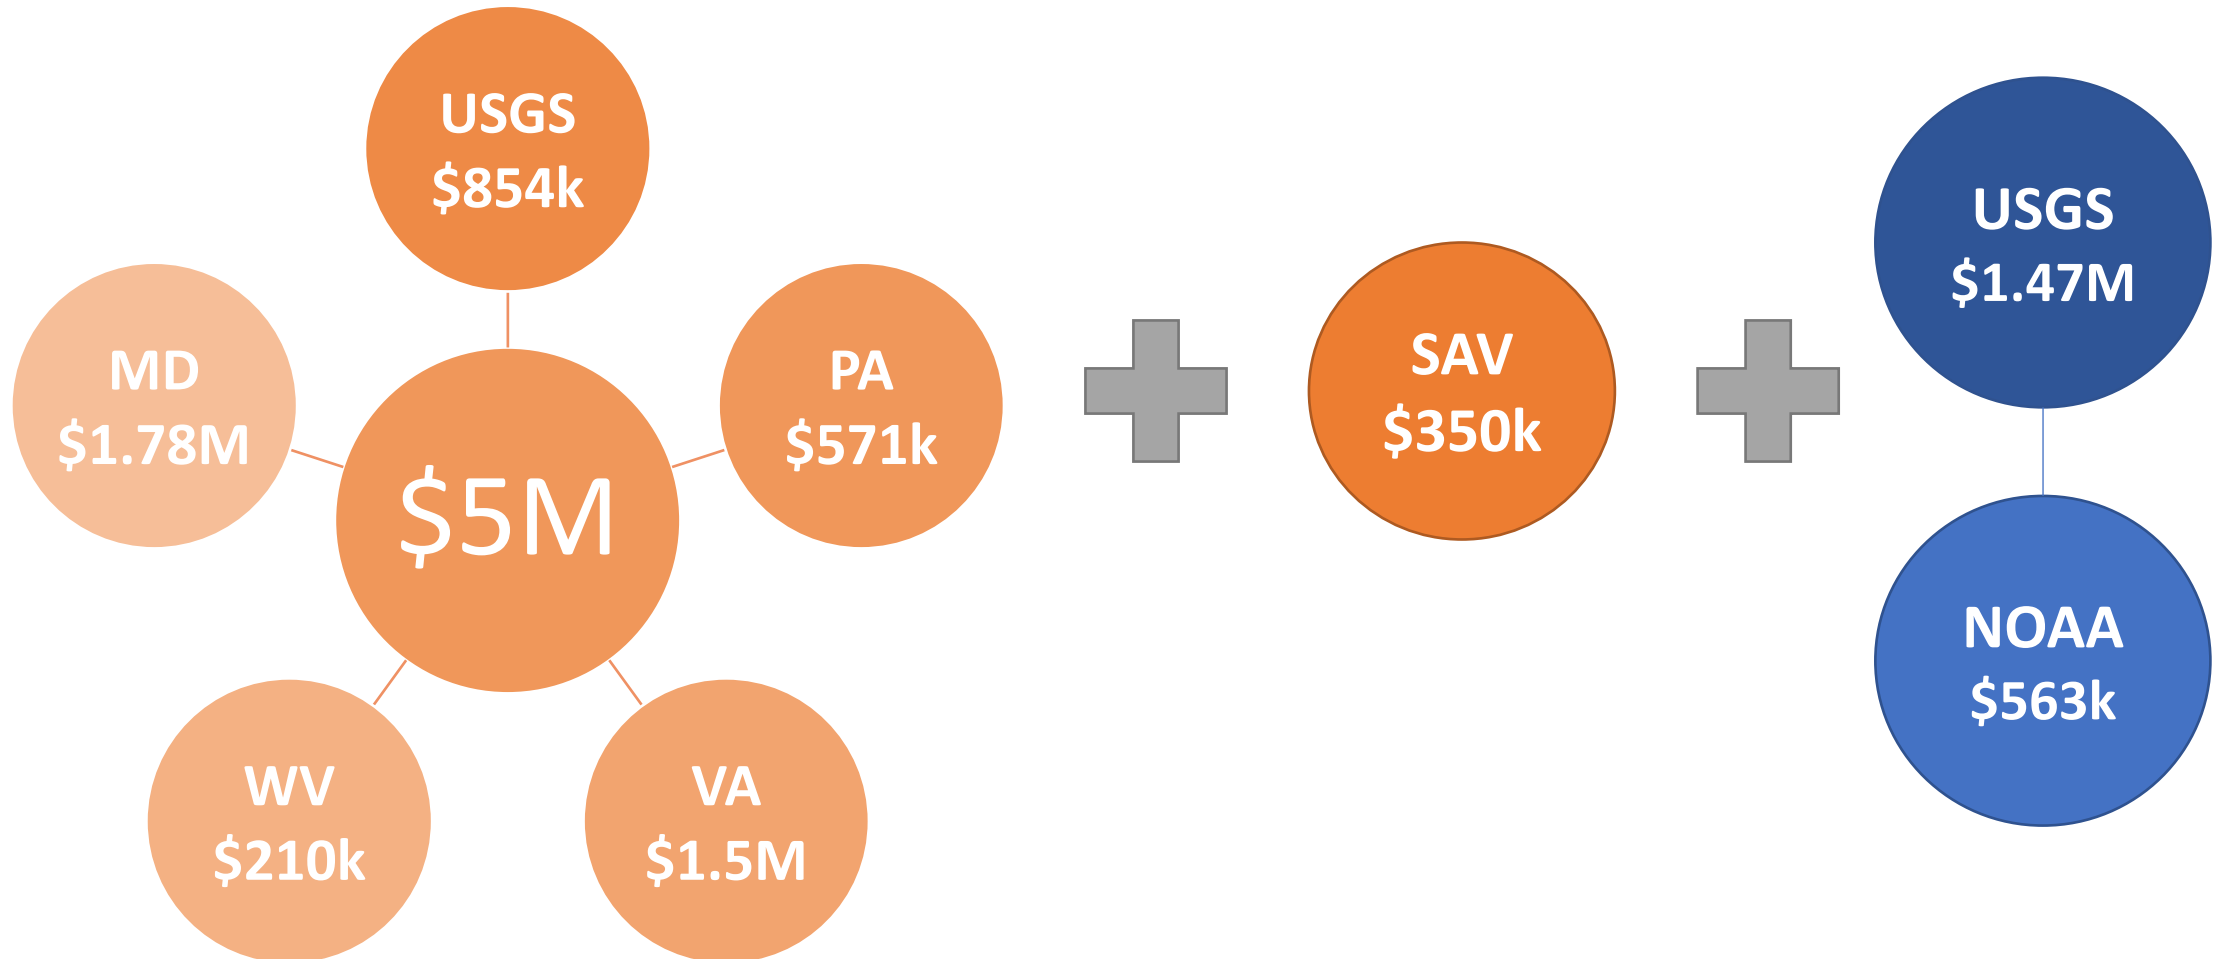 USGS
$854k
MD
$1.78M
PA
$571k
$5M
WV
$210k
VA
$1.5M
SAV
$350k
USGS
$1.47M
NOAA
$563k